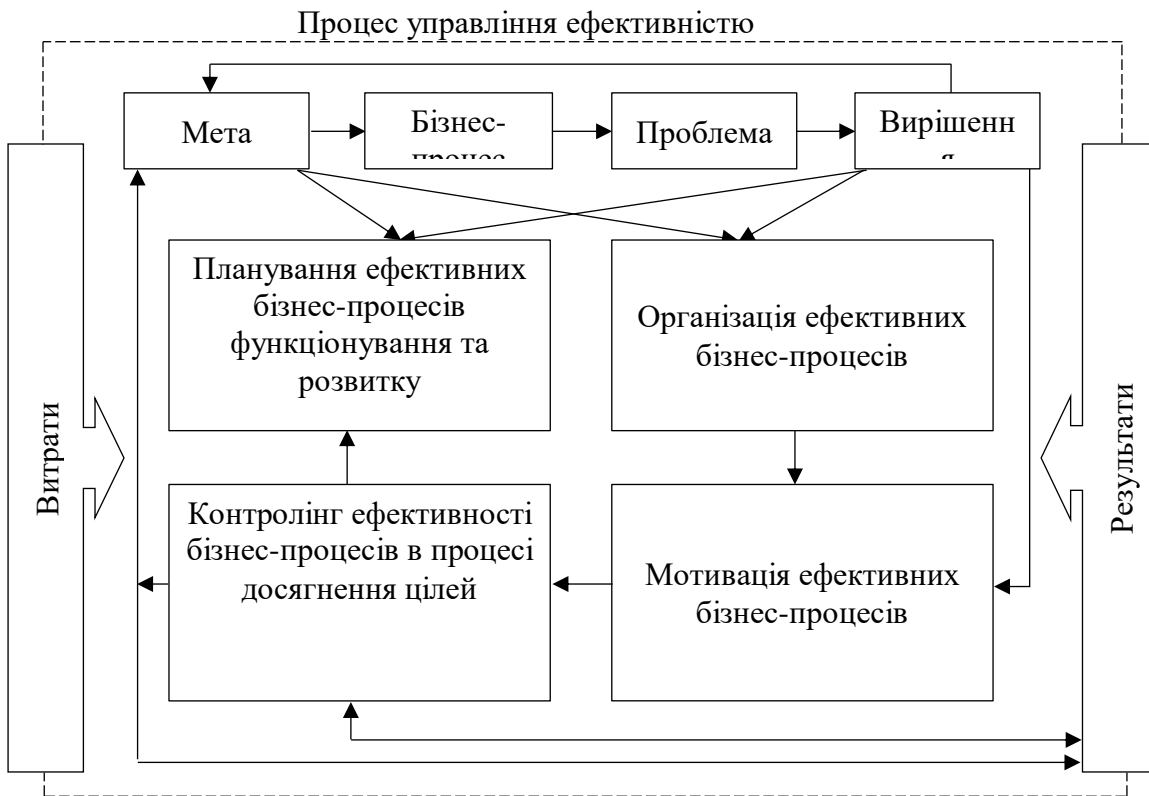 Процес управління ефективністю
Мета
Бізнес-
процес
Проблема
Вирішенн
я
Планування ефективних
бізнес-процесів
функціонування та
розвитку
Організація ефективних
бізнес-процесів
Витрати
Результати
Контролінг ефективності
бізнес-процесів в процесі
досягнення цілей
Мотивація ефективних
бізнес-процесів